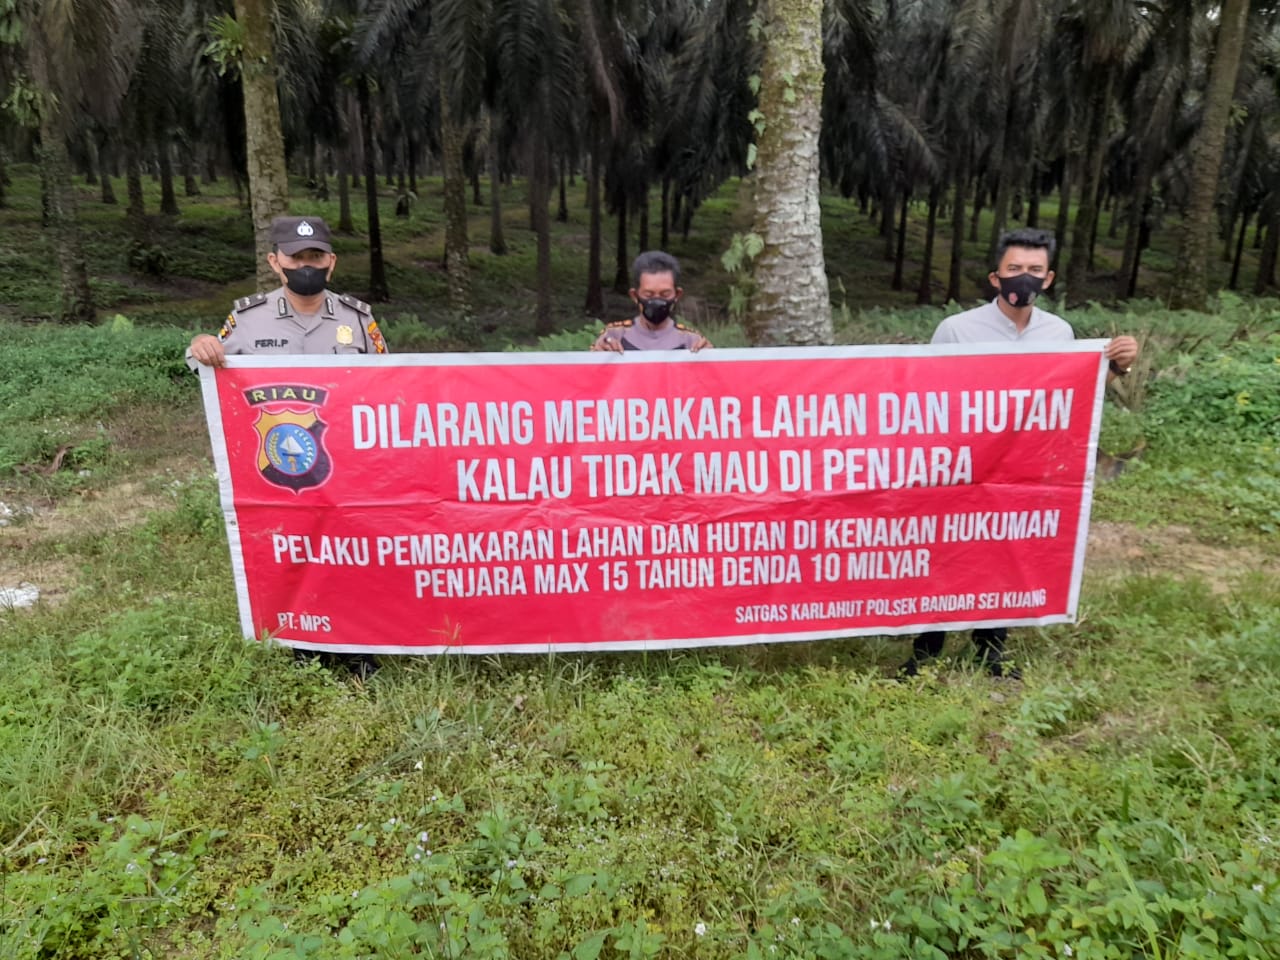 FERI.P
RIAU
DILARANG MEMBAKAR LAHAN DAN HUTAN
KALAU TIDAK MAU DI PENJARA
PELAKU PEMBAKARAN LAHAN DAN HUTAN DI KENAKAN HUKUMAN
PENJARA MAX 15 TAHUN DENDA 10 MILYAR
PT. MPS
SATGAS KARLAHUT POLSEK BANDAR SEI KIJANG